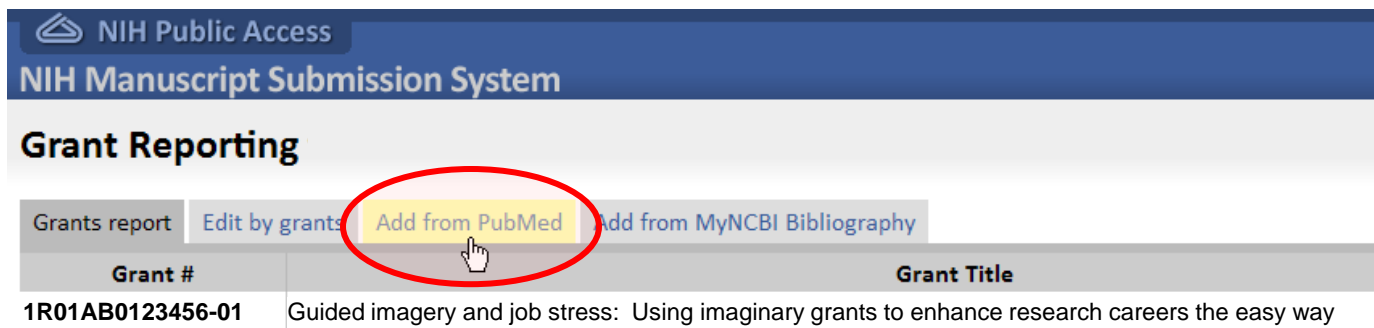 NIH Public Access
NIH Manuscript Submission System
Grant Reporting
Grants report Edit by grants Add from PubMed Add from MyNCBI Bibliography
Grant # Grant Title
1R01AB0123456-01 Guided imagery and job stress: Using imaginary grants to enhance research careers the easy way